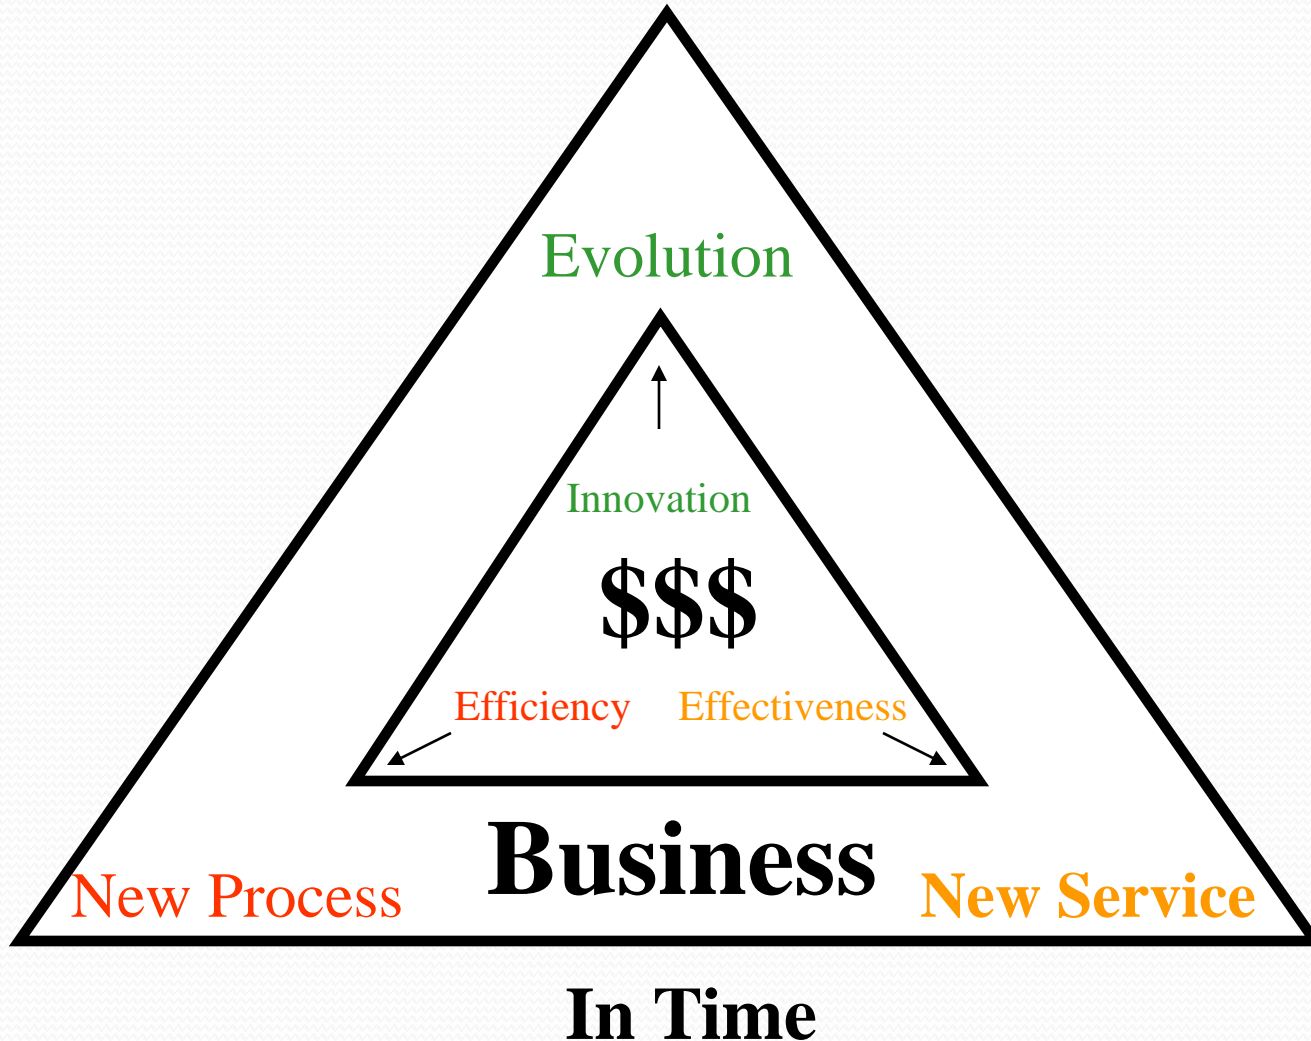 Evolution
Innovation
$$$
Efficiency Effectiveness
Business
New Process New Service
In Time